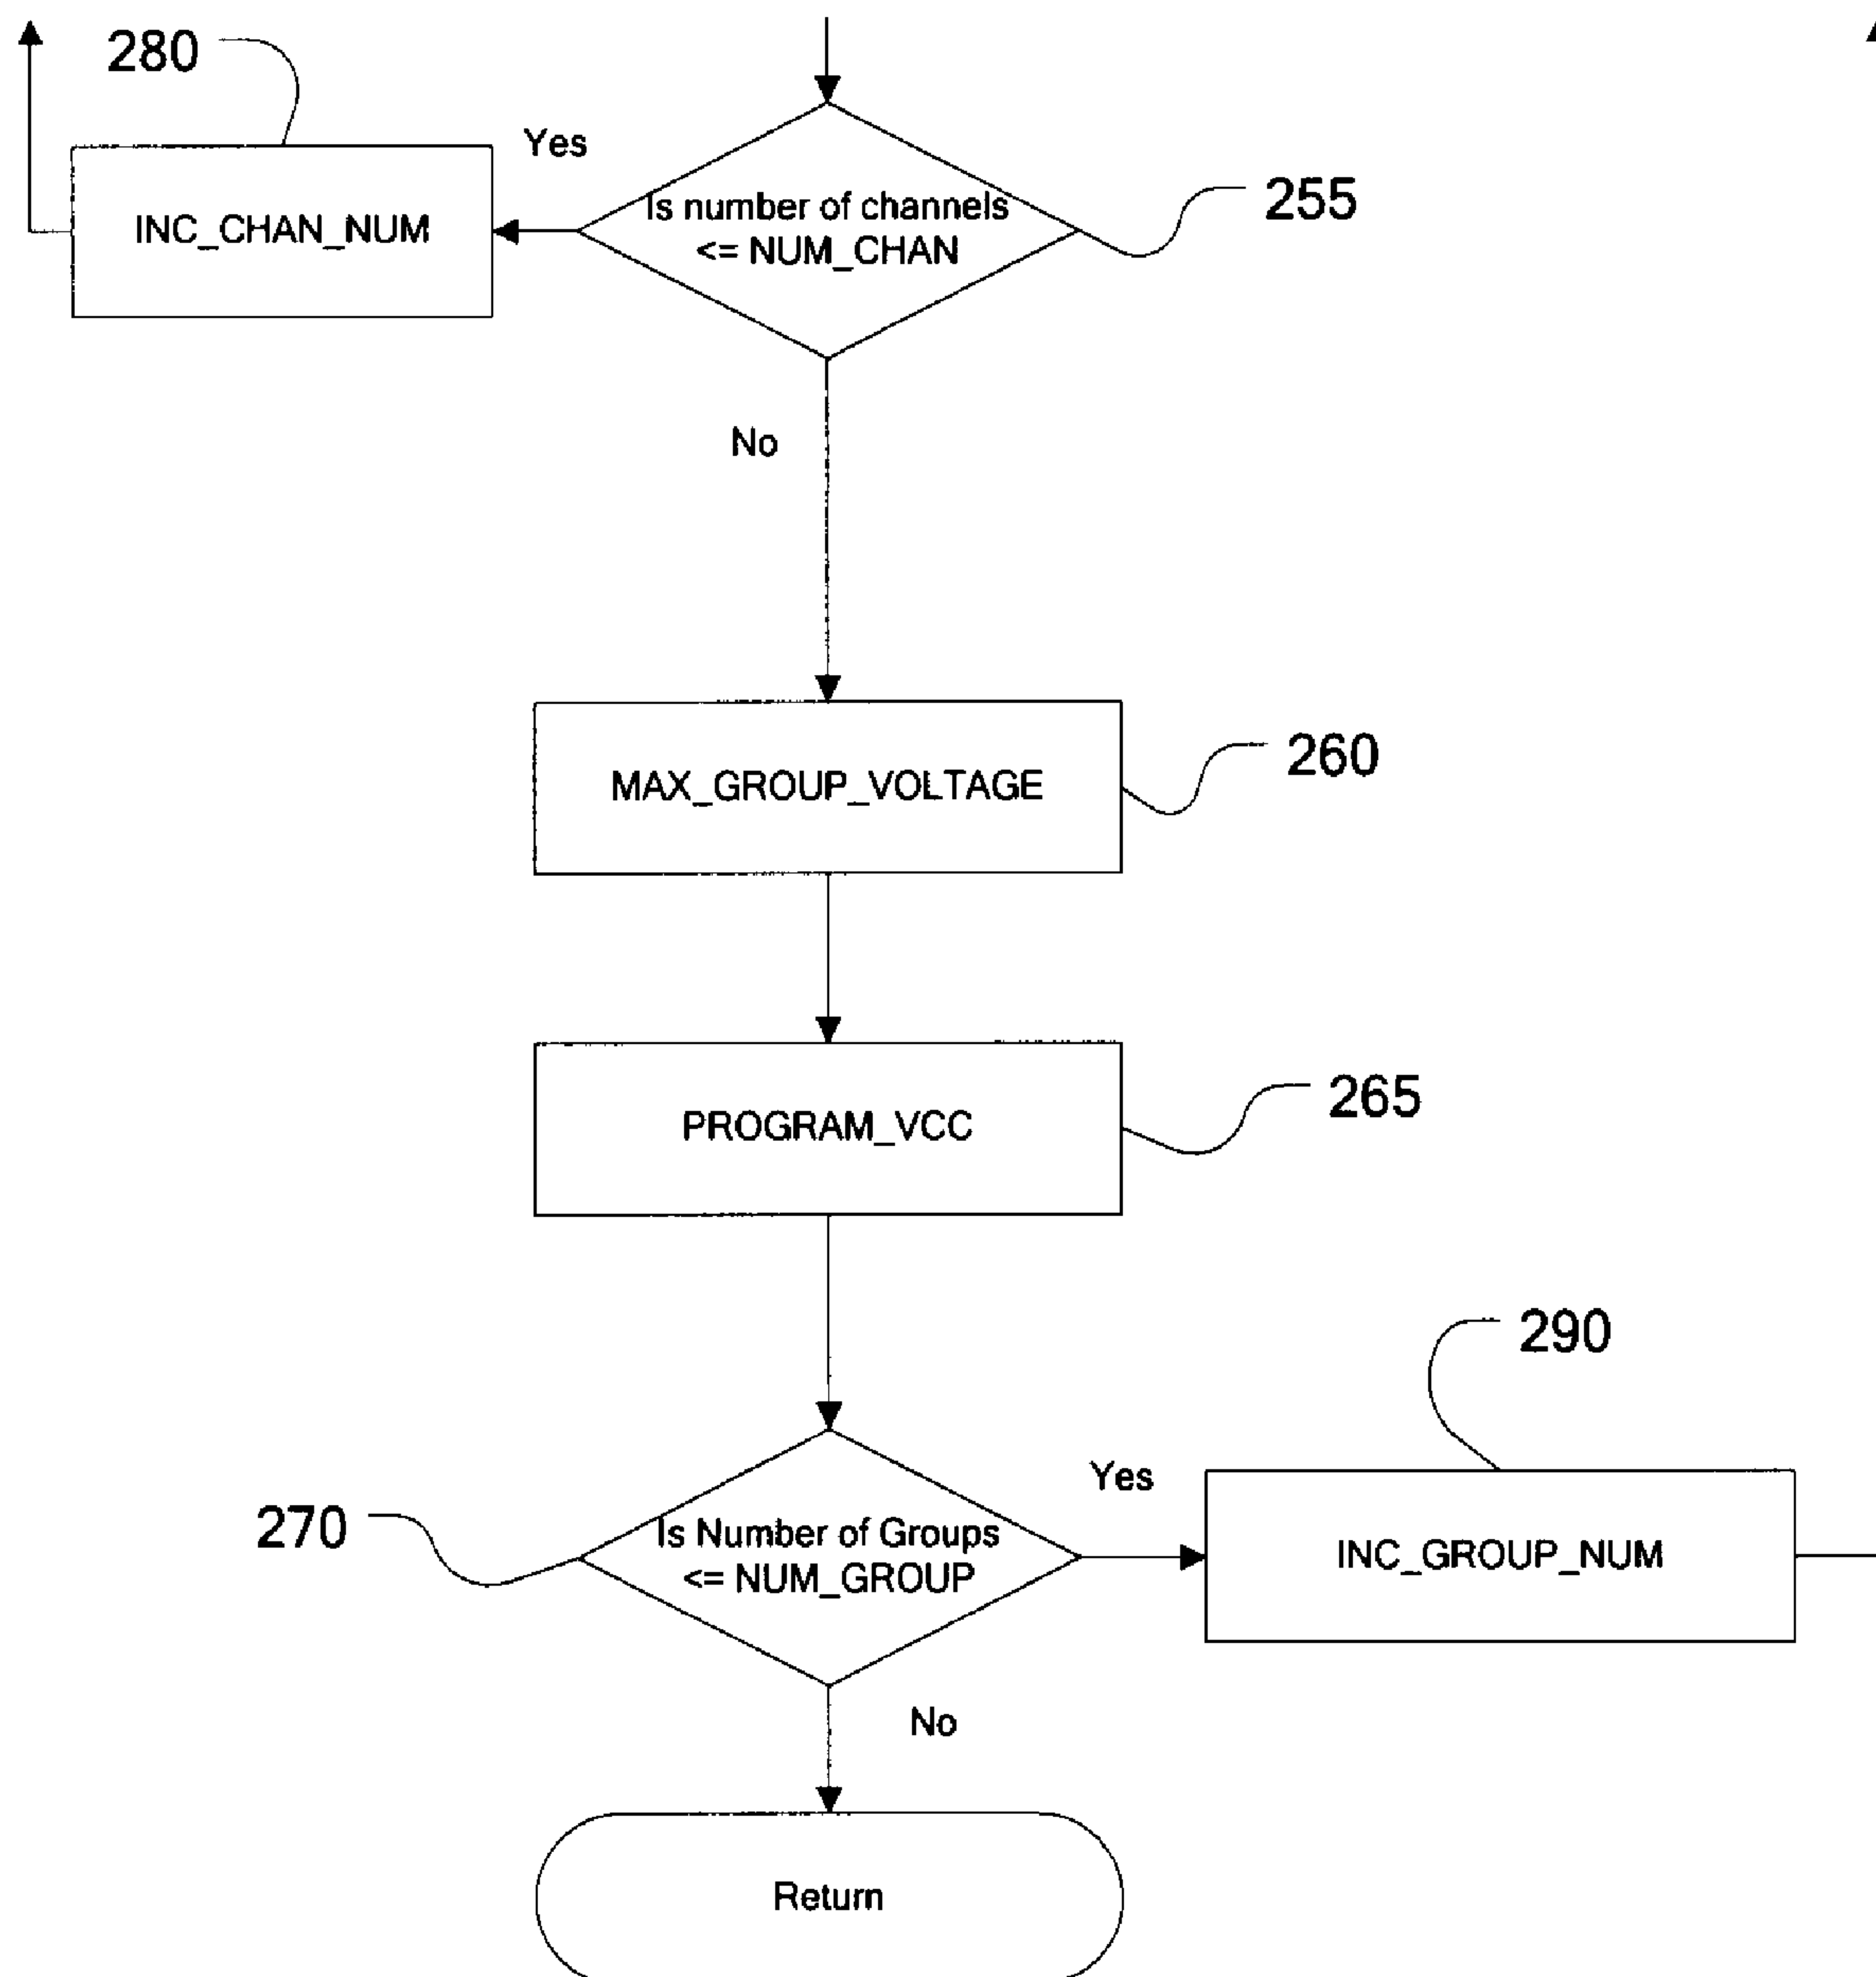 280
Yes
INC_CHAN_NUM
Is number of channels
<= NUM_CHAN
255
No
MAX_GROUP_VOLTAGE
260
PROGRAM_VCC
265
290
270
Is Number of Groups
<= NUM_GROUP
Yes
INC_GROUP_NUM
No
Return